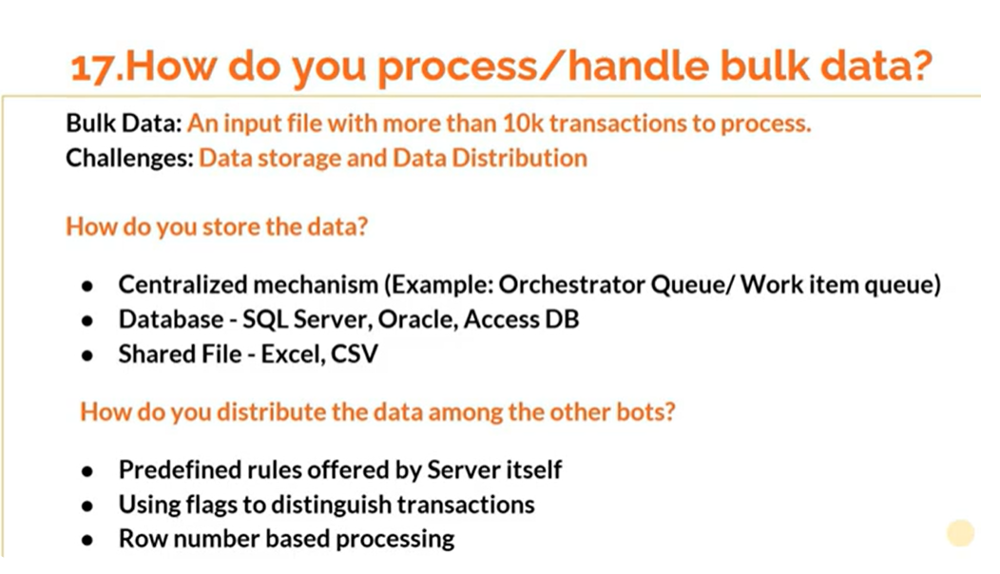 17.How do you process/handle bulk data?
Bulk Data: An input file with more than 10k transactions to process.
Challenges: Data storage and Data Distribution
How do you store the data?
● Centralized mechanism (Example: Orchestrator Queue/ Work item queue)
● Database - SQL Server, Oracle, Access DB
● Shared File - Excel, CSV
How do you distribute the data among the other bots?
● Predefined rules offered by Server itself
● Using flags to distinguish transactions
● Row number based processing